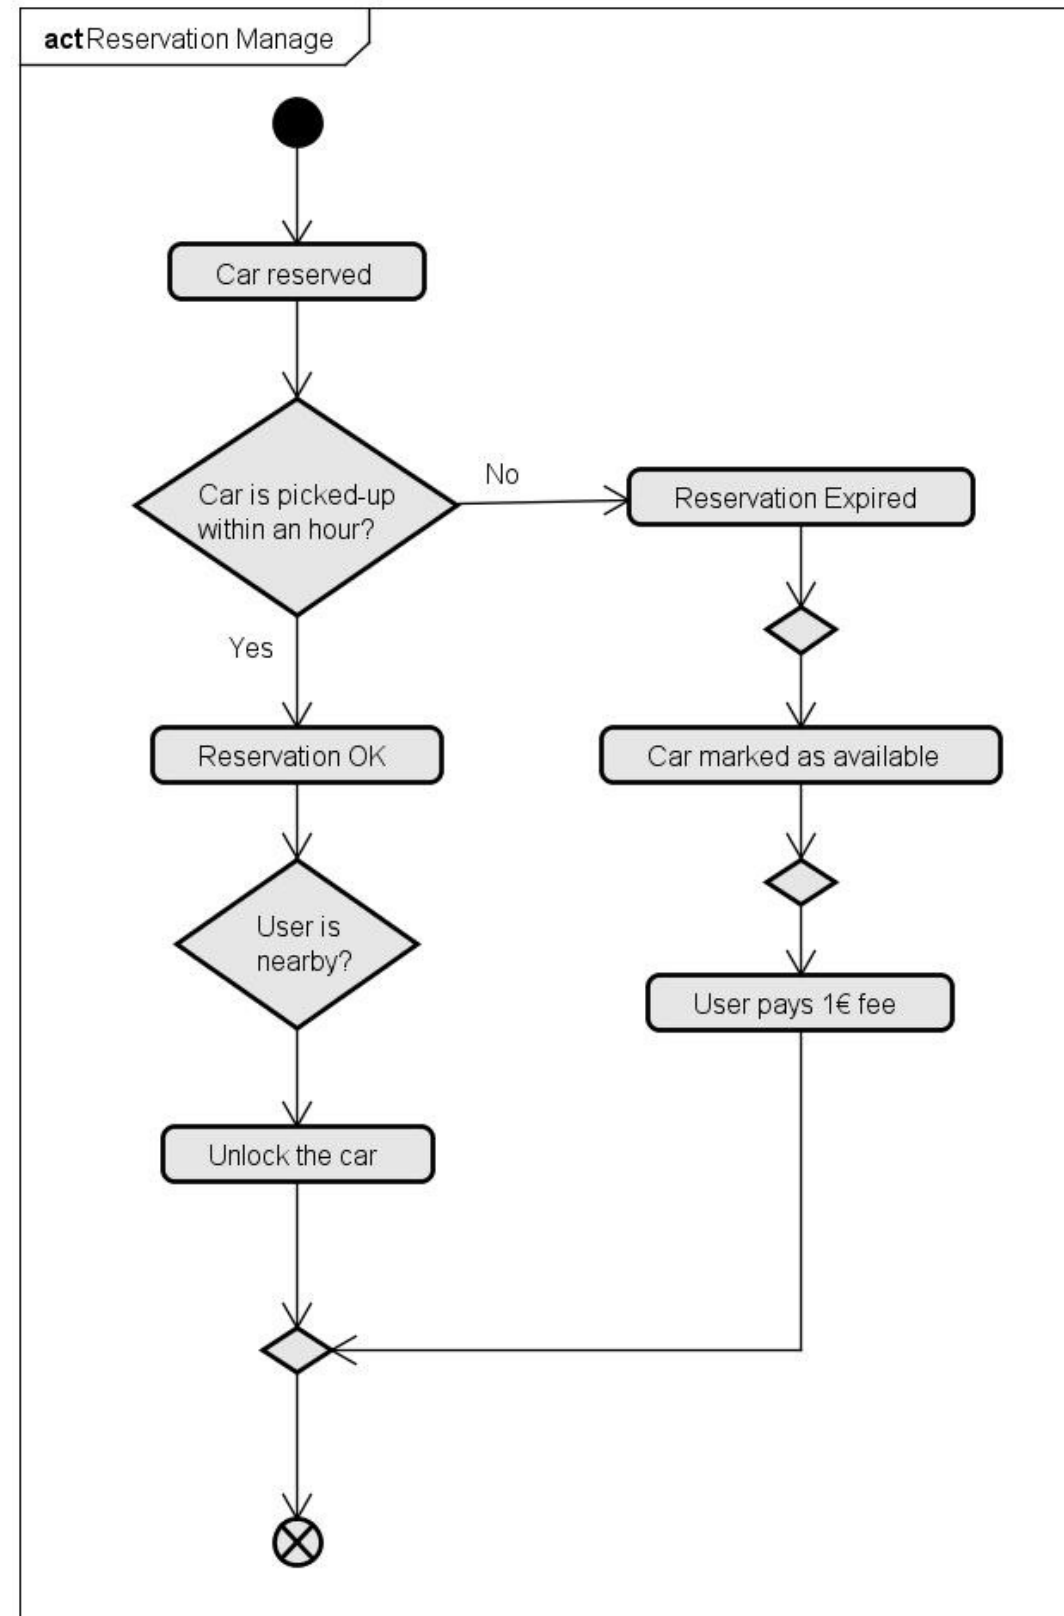 act Reservation Manage
Car reserved
Car is picked-up
within an hour?
No
Reservation Expired
Yes
Reservation OK
Car marked as available
User is
nearby?
User pays 1€ fee
Unlock the car